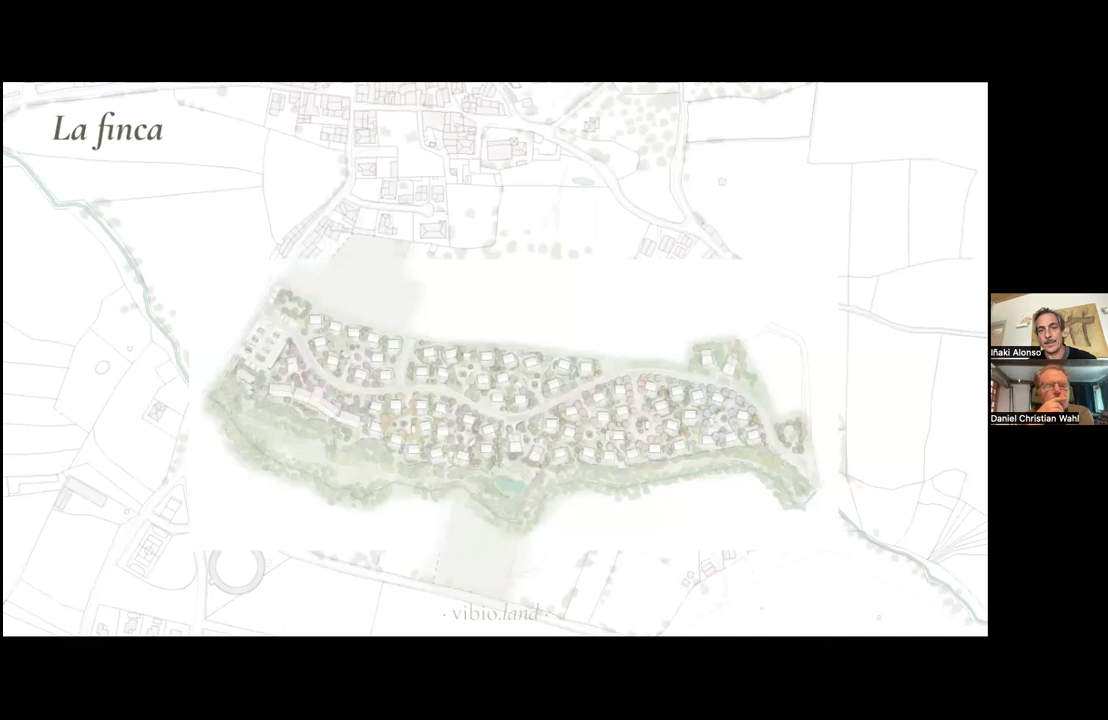 La finca
Iñaki Alonso
Daniel Christian Wahl
· vibio.land ·